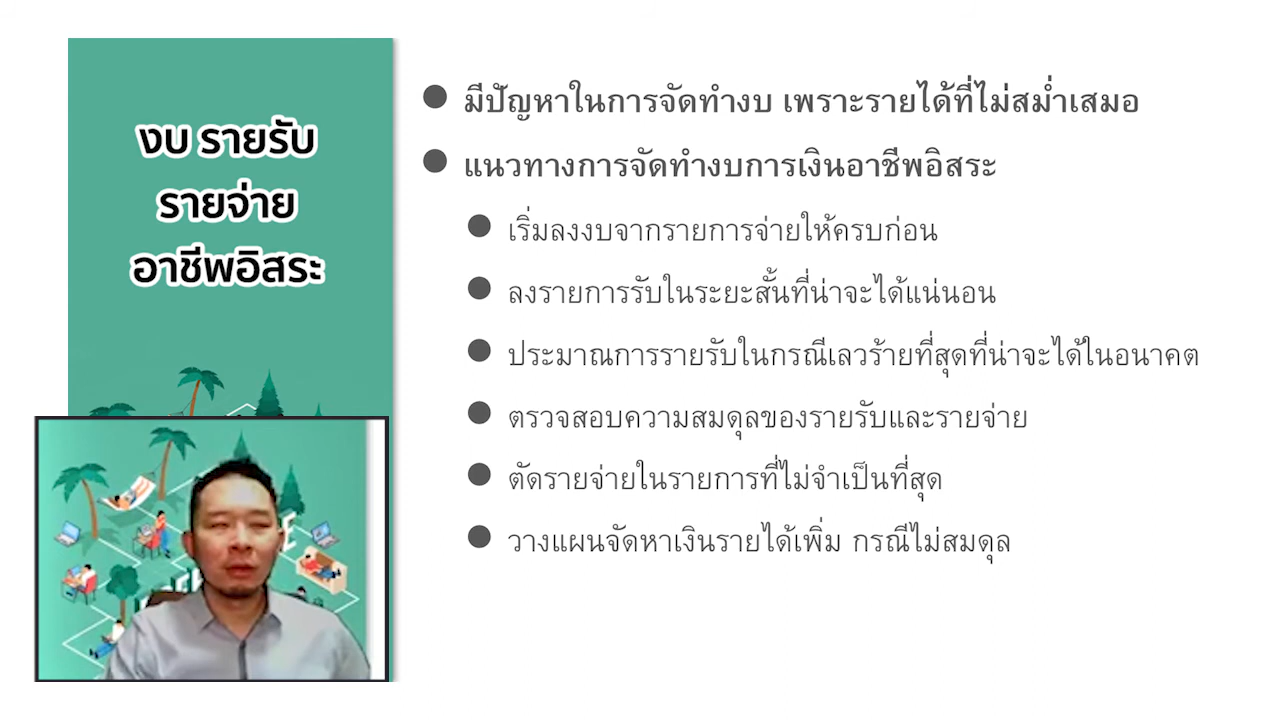 งบ รายรับ
รายจ่าย
อาชีพอิสระ
มีปัญหาในการจัดทำงบ เพราะรายได้ที่ไม่สม่ำเสมอ
แนวทางการจัดทำงบการเงินอาชีพอิสระ
เริ่มลงงบจากรายการจ่ายให้ครบก่อน
ลงรายการรับในระยะสั้นที่น่าจะได้แน่นอน
ประมาณการรายรับในกรณีเลวร้ายที่สุดที่น่าจะได้ในอนาคต
ตรวจสอบความสมดุลของรายรับและรายจ่าย
ตัดรายจ่ายในรายการที่ไม่จำเป็นที่สุด
วางแผนจัดหาเงินรายได้เพิ่ม กรณีไม่สมดุล